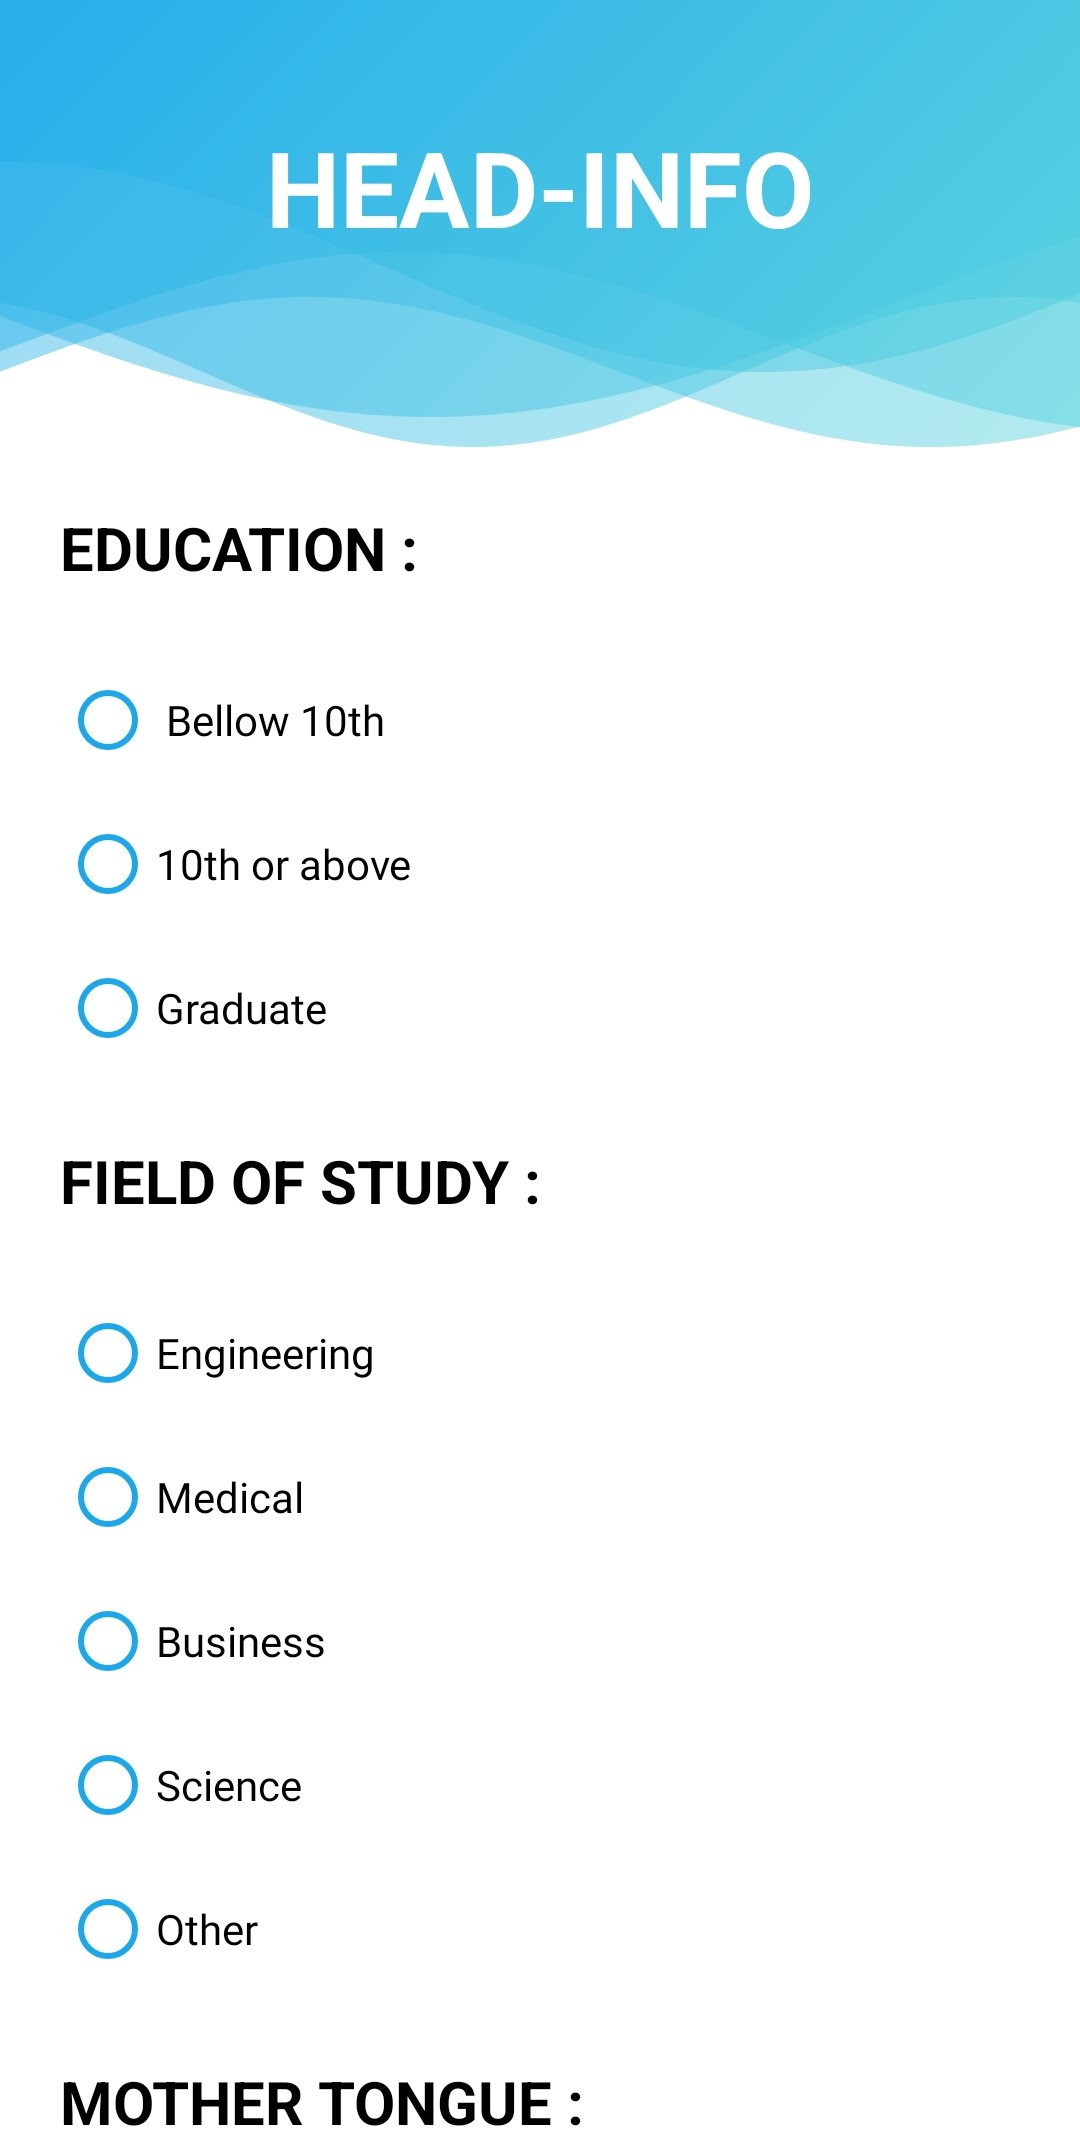 HEAD-INFO
EDUCATION :
Bellow 10th
10th or above
Graduate
FIELD OF STUDY :
Engineering
Medical
Business
Science
Other
MOTHER TONGUE :